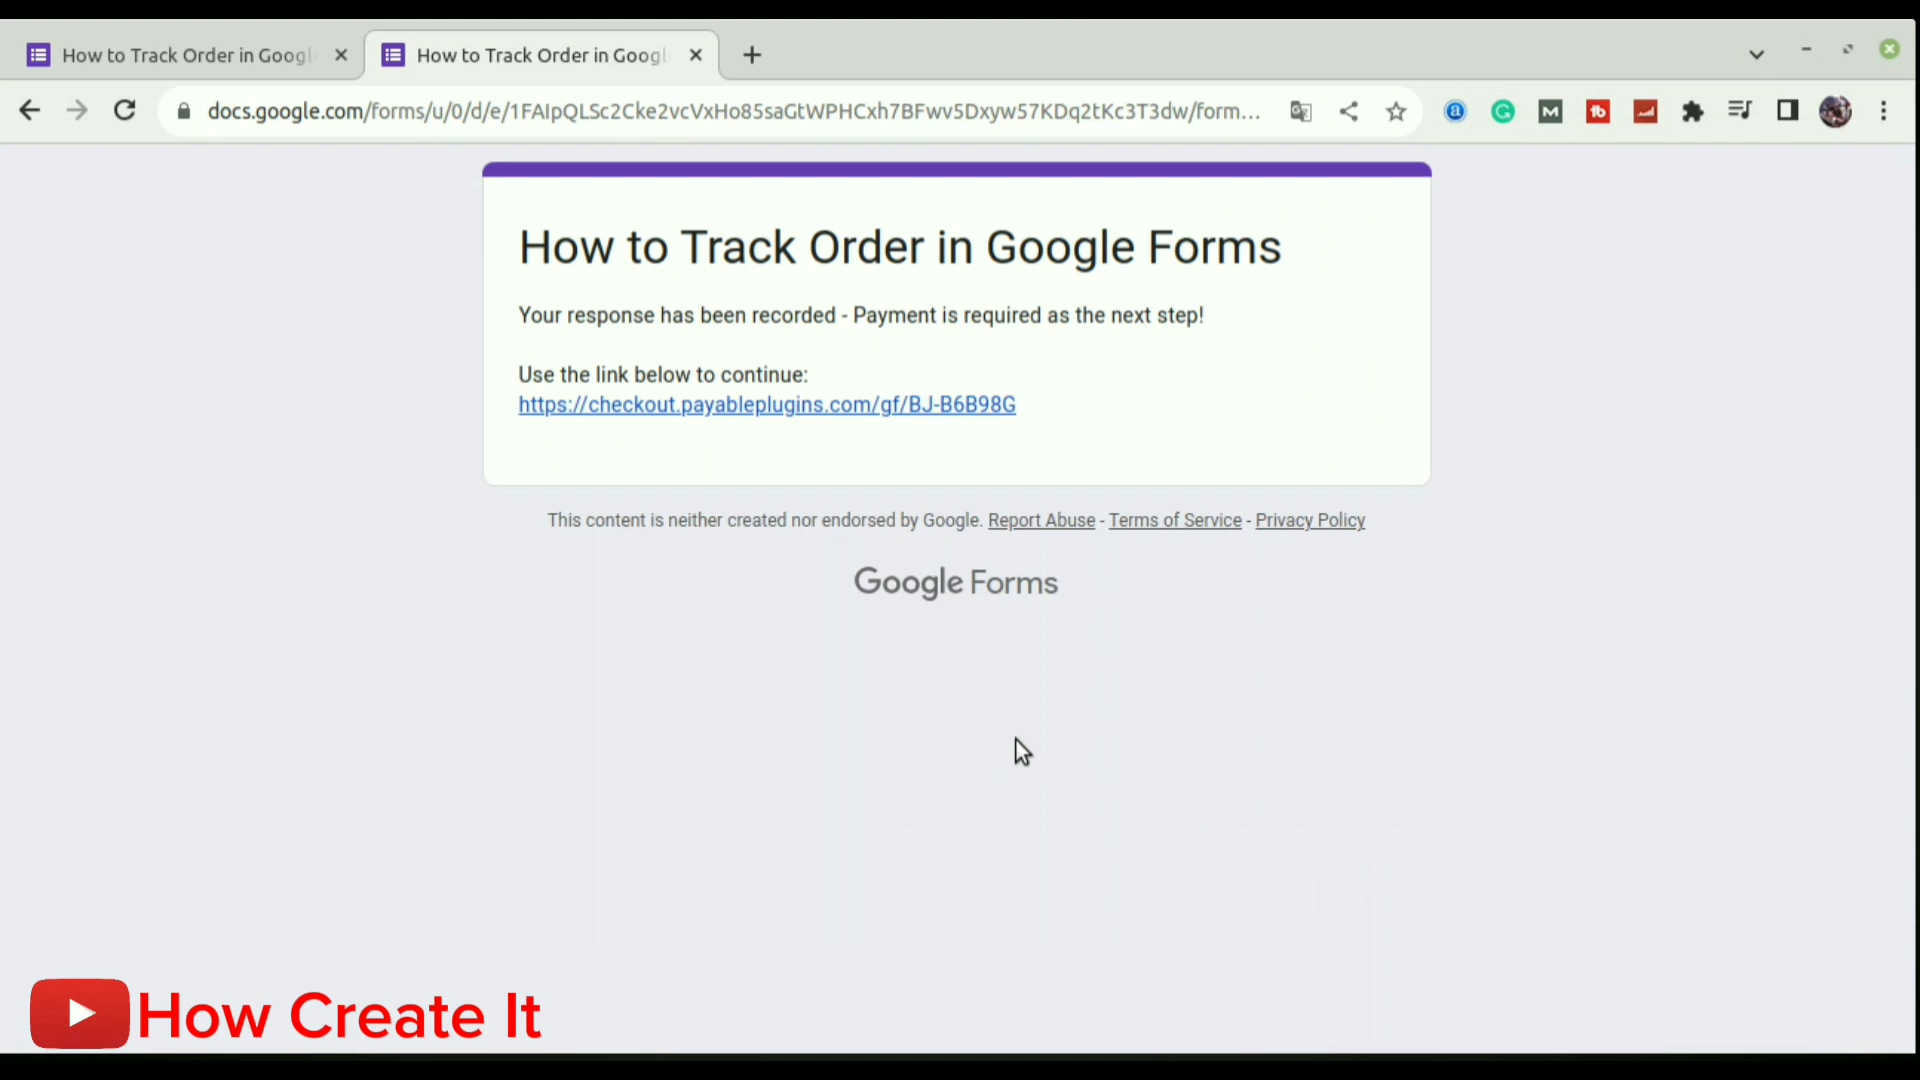 How to Track Order in Googl
How to Track Order in Googl
docs.google.com/forms/u/0/d/e/1FAIpQLSc2Cke2vcVxHo85saGtWPHCxh7BFwv5Dxyw57KDq2tKc3T3dw/form...
How to Track Order in Google Forms
Your response has been recorded - Payment is required as the next step!
Use the link below to continue:
https://checkout.payableplugins.com/gf/BJ-B6B98G
This content is neither created nor endorsed by Google. Report Abuse - Terms of Service - Privacy Policy
Google Forms
How Create It